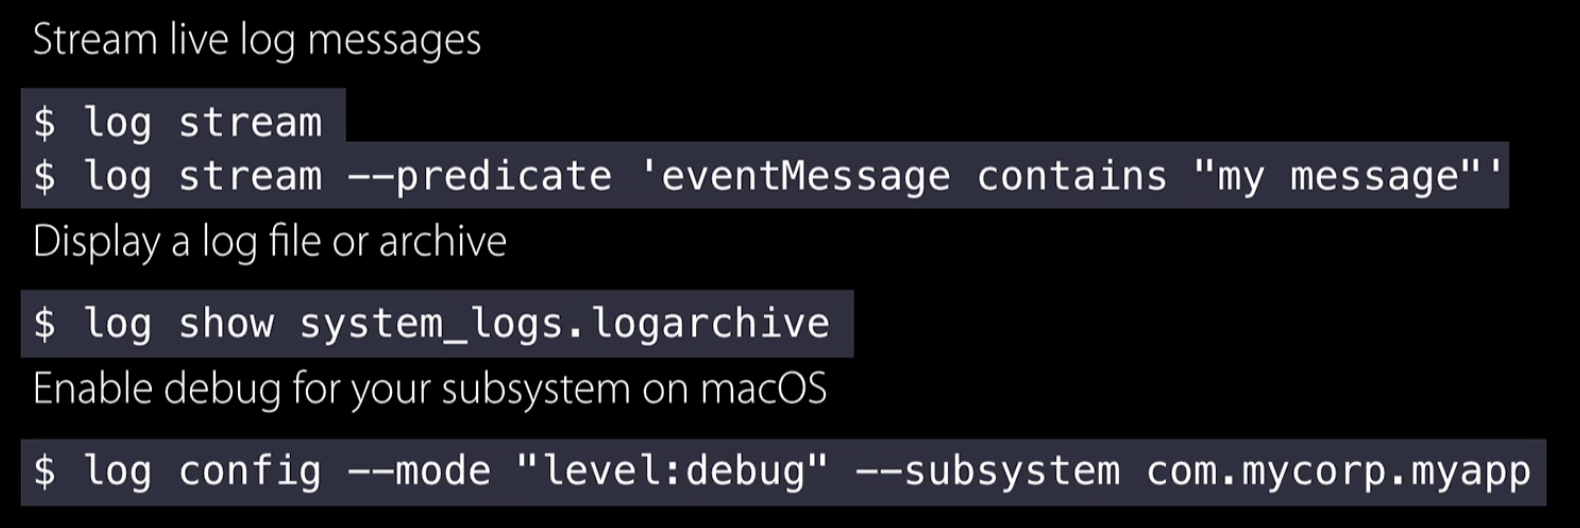 Stream live log messages
$ log stream
$ log stream --predicate 'eventMessage contains "my message"'
Display a log file or archive
$ log show system_logs.logarchive
Enable debug for your subsystem on macOS
$ log config --mode "level:debug" --subsystem com.mycorp.myapp